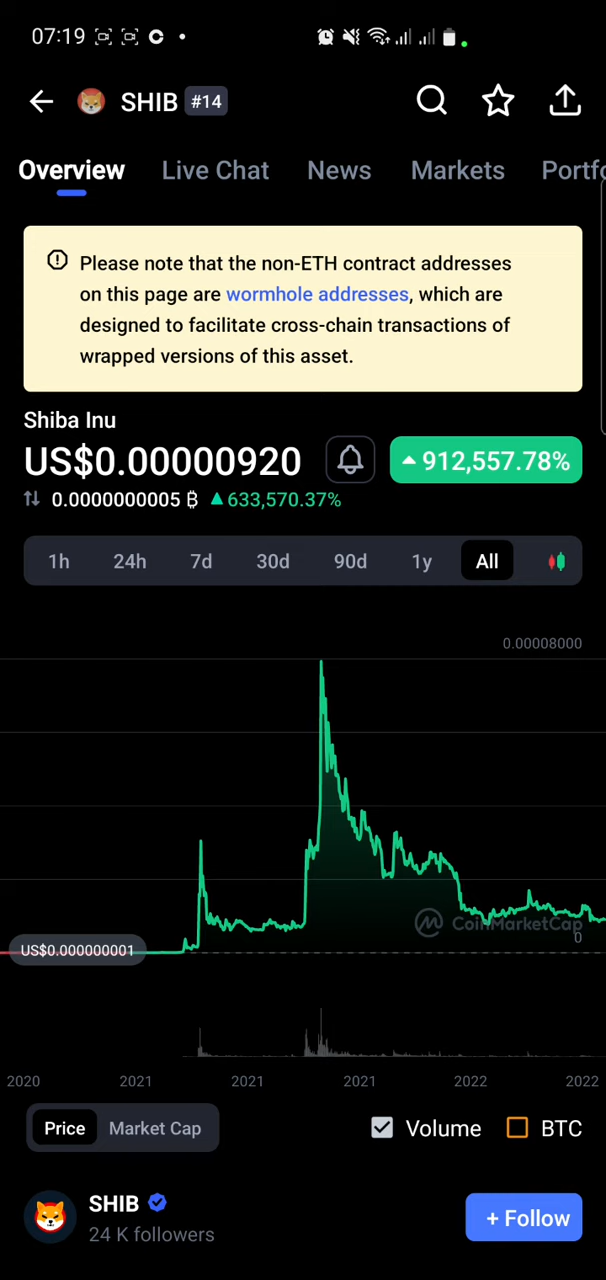 07:19
SHIB #14
Overview Live Chat News Markets Portfo
Please note that the non-ETH contract addresses
on this page are wormhole addresses, which are
designed to facilitate cross-chain transactions of
wrapped versions of this asset.
Shiba Inu
US$0.00000920 912,557.78%
0.0000000005 ₿ 633,570.37%
1h 24h 7d 30d 90d 1y All
0.00008000
CoinMarketCap
0
US$0.000000001
2020 2021 2021 2021 2022 2022
Price Market Cap Volume BTC
SHIB
24 K followers
+ Follow